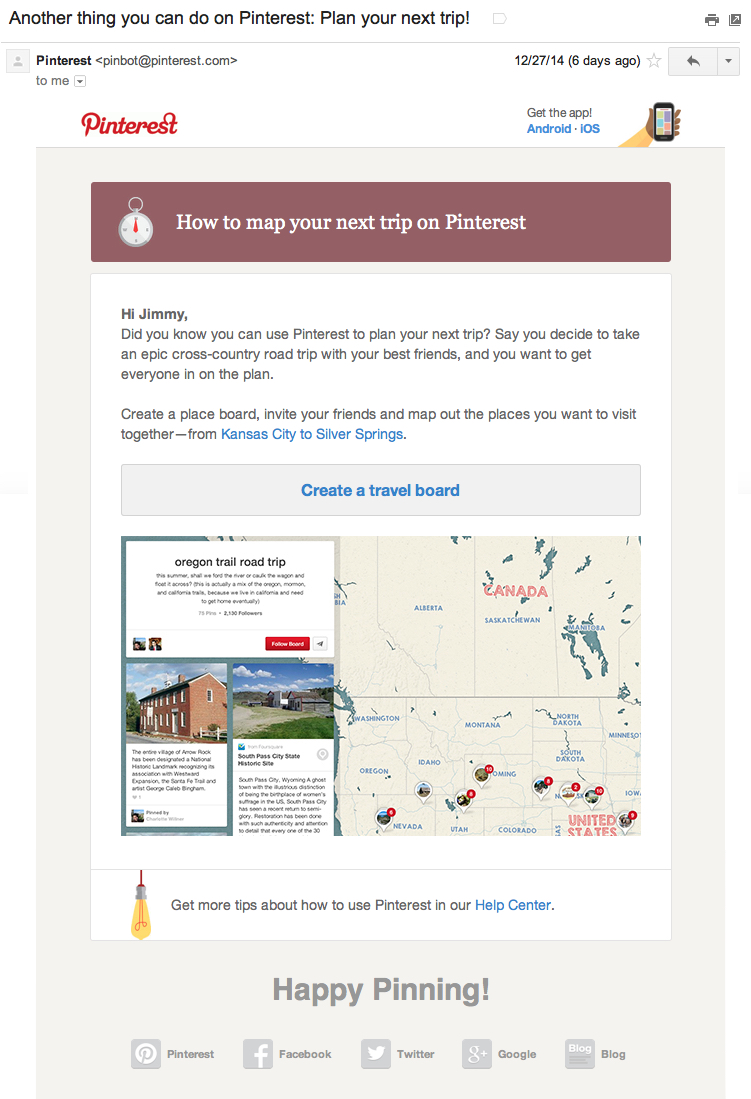 Another thing you can do on Pinterest: Plan your next trip!
Pinterest <pinbot@pinterest.com>
12/27/14 (6 days ago)
to me
Pinterest
Get the app!
Android · iOS
How to map your next trip on Pinterest
Hi Jimmy,
Did you know you can use Pinterest to plan your next trip? Say you decide to take
an epic cross-country road trip with your best friends, and you want to get
everyone in on the plan.
Create a place board, invite your friends and map out the places you want to visit
together—from Kansas City to Silver Springs.
Create a travel board
oregon trail road trip
this summer, shall we ford the river or caulk the wagon and
float it across? (this is actually a mix of the oregon, mormon,
and california trails, because we live in california and need
to get home eventually)
75 Pins • 2,130 Followers
Follow Board
The entire village of Arrow Rock
has been designated a National
Historic Landmark recognizing its
association with Westward
Expansion, the Santa Fe Trail and
artist George Caleb Bingham.
1
Pinned by
Charlotte Willner
from Foursquare
South Pass City State
Historic Site
South Pass City, Wyoming A ghost
town with the illustrious distinction
of being the birthplace of women's
suffrage in the US. South Pass City
has seen a recent return to semi-
glory. Restoration has been done
with such authenticity and attention
to detail that every one of the 30
CANADA
ALBERTA
SASKATCHEWAN
MANITOBA
WASHINGTON
MONTANA
NORTH
DAKOTA
MINNESO
OREGON
IDAHO
OMING
SOUTH
DAKOTA
IOW
NEVADA
UTAH
COLORADO
UNITED
STATES
Get more tips about how to use Pinterest in our Help Center.
Happy Pinning!
Pinterest
Facebook
Twitter
Google
Blog
Blog